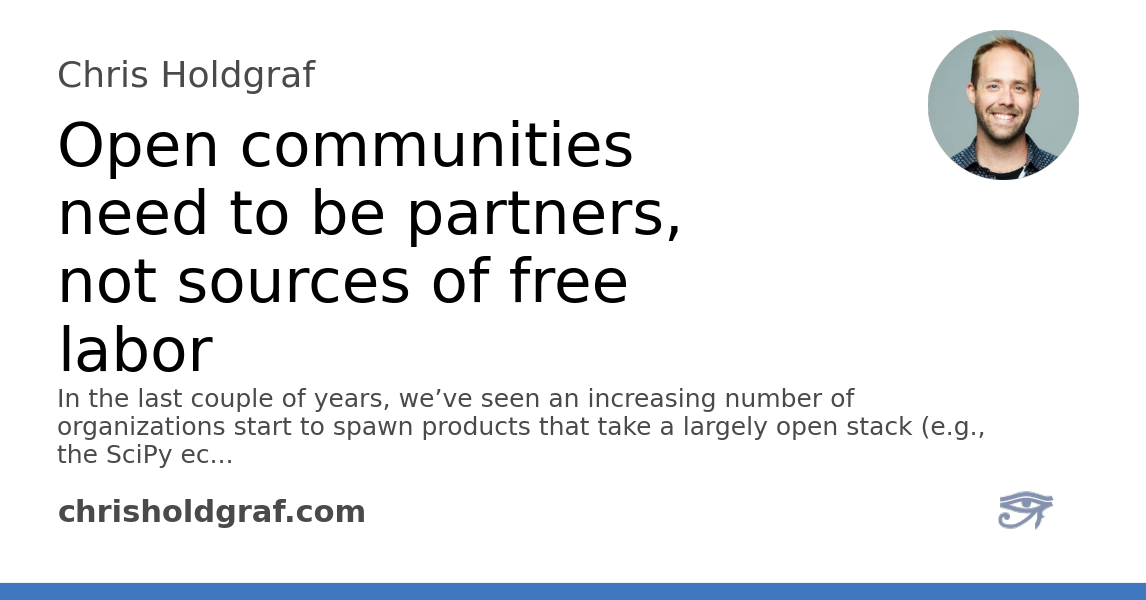 Chris Holdgraf
Open communities
need to be partners,
not sources of free
labor
In the last couple of years, we’ve seen an increasing number of
organizations start to spawn products that take a largely open stack (e.g.,
the SciPy ec...
chrisholdgraf.com